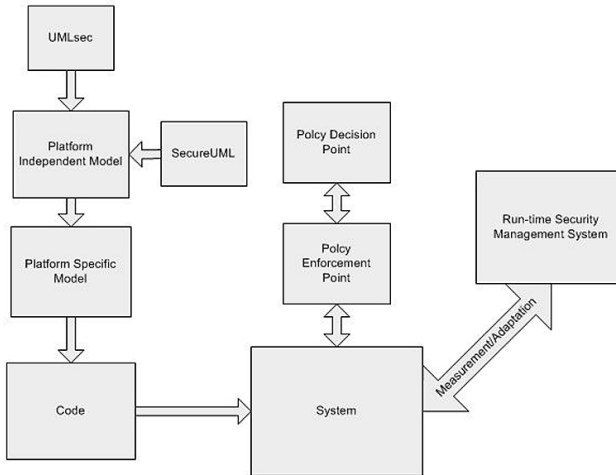 UMLsec
Platform
Independent Model
SecureUML
Polcy Decision
Point
Run-time Security
Management System
Platform Specific
Model
Polcy
Enforcement
Point
Measurement/Adaptation
Code
System